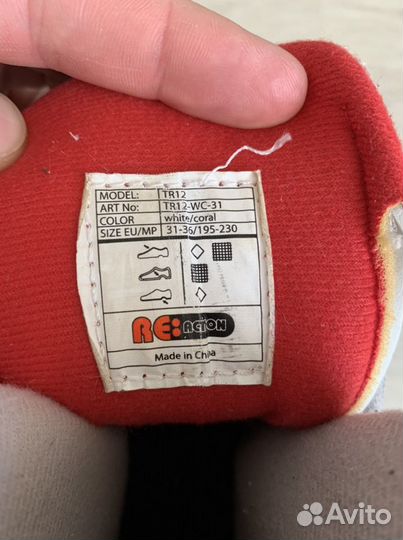 MODEL: TR12
ART No: TR12-WC-31
COLOR white/coral
SIZE EU/MP 31-36/195-230
RE:ACTION
Made in China
Avito